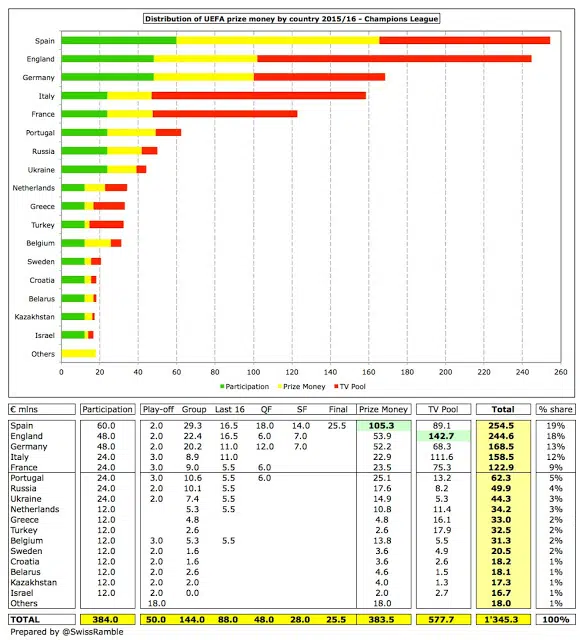 Distribution of UEFA prize money by country 2015/16 - Champions League
Spain
England
Germany
Italy
France
Portugal
Russia
Ukraine
Netherlands
Greece
Turkey
Belgium
Sweden
Croatia
Belarus
Kazakhstan
Israel
Others
0 20 40 60 80 100 120 140 160 180 200 220 240 260
Participation Prize Money TV Pool
€ mlns Participation Play-off Group Last 16 QF SF Final Prize Money TV Pool Total % share
Spain 60.0 2.0 29.3 16.5 18.0 14.0 25.5 105.3 89.1 254.5 19%
England 48.0 2.0 22.4 16.5 6.0 7.0 53.9 142.7 244.6 18%
Germany 48.0 2.0 20.2 11.0 12.0 7.0 52.2 68.3 168.5 13%
Italy 24.0 3.0 8.9 11.0 22.9 111.6 158.5 12%
France 24.0 3.0 9.0 5.5 6.0 23.5 75.3 122.9 9%
Portugal 24.0 3.0 10.6 5.5 6.0 25.1 13.2 62.3 5%
Russia 24.0 2.0 10.1 5.5 17.6 8.2 49.9 4%
Ukraine 24.0 2.0 7.4 5.5 14.9 5.3 44.3 3%
Netherlands 12.0 5.3 5.5 10.8 11.4 34.2 3%
Greece 12.0 4.8 4.8 16.1 33.0 2%
Turkey 12.0 2.6 2.6 17.9 32.5 2%
Belgium 12.0 3.0 5.3 5.5 13.8 5.5 31.3 2%
Sweden 12.0 2.0 1.6 3.6 4.9 20.5 2%
Croatia 12.0 2.0 1.6 3.6 2.6 18.2 1%
Belarus 12.0 2.0 2.6 4.6 1.5 18.1 1%
Kazakhstan 12.0 2.0 2.0 4.0 1.3 17.3 1%
Israel 12.0 2.0 0.0 2.0 2.7 16.7 1%
Others 18.0 18.0 18.0 1%
TOTAL 384.0 50.0 144.0 88.0 48.0 28.0 25.5 383.5 577.7 1'345.3 100%
Prepared by @SwissRamble